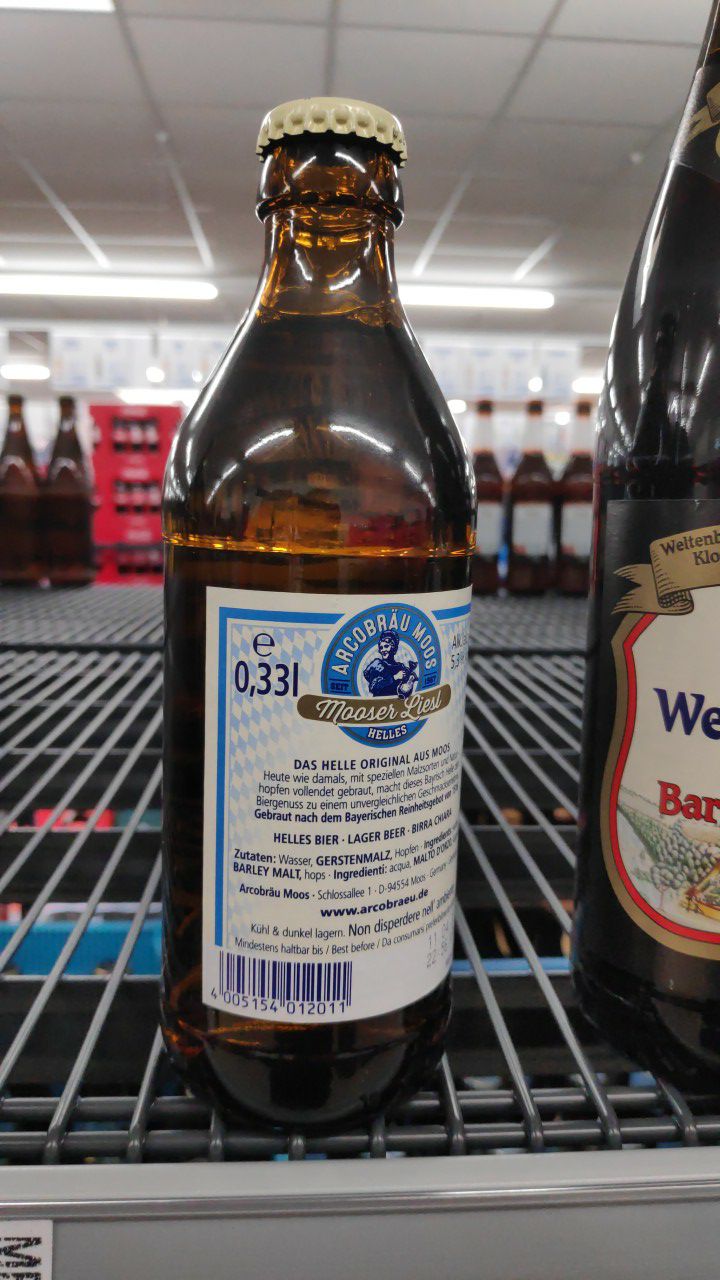 e
0,33l
ARCOBRÄU MOOS
SEIT 1567
Mooser Liesl
HELLES
DAS HELLE ORIGINAL AUS MOOS
Heute wie damals, mit speziellen Malzsorten und
hopfen vollendet gebraut, macht dieses Bayrisch Helle
Biergenuss zu einem unvergleichlichen
Gebraut nach dem Bayerischen Reinheitsgebot von
HELLES BIER · LAGER BEER · BIRRA CHIARA
Zutaten: Wasser, GERSTENMALZ, Hopfen · Ingredients:
BARLEY MALT, hops · Ingredienti: acqua, MALTO D'ORZO
Arcobräu Moos · Schlossallee 1 · D-94554 Moos
www.arcobraeu.de
Kühl & dunkel lagern. Non disperdere nell' ambiente
Mindestens haltbar bis / Best before / Da consumarsi
4 005154 012011
Weltenb
Klo
We
Bar